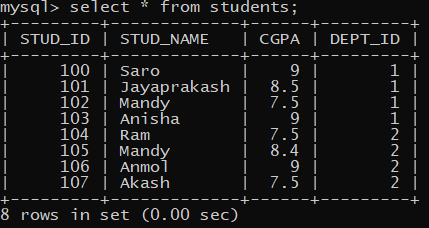 mysql> select * from students;
+---------+-------------+------+---------+
| STUD_ID | STUD_NAME   | CGPA | DEPT_ID |
+---------+-------------+------+---------+
|     100 | Saro        |    9 |       1 |
|     101 | Jayaprakash |  8.5 |       1 |
|     102 | Mandy       |  7.5 |       1 |
|     103 | Anisha      |    9 |       1 |
|     104 | Ram         |  7.5 |       2 |
|     105 | Mandy       |  8.4 |       2 |
|     106 | Anmol       |    9 |       2 |
|     107 | Akash       |  7.5 |       2 |
+---------+-------------+------+---------+
8 rows in set (0.00 sec)